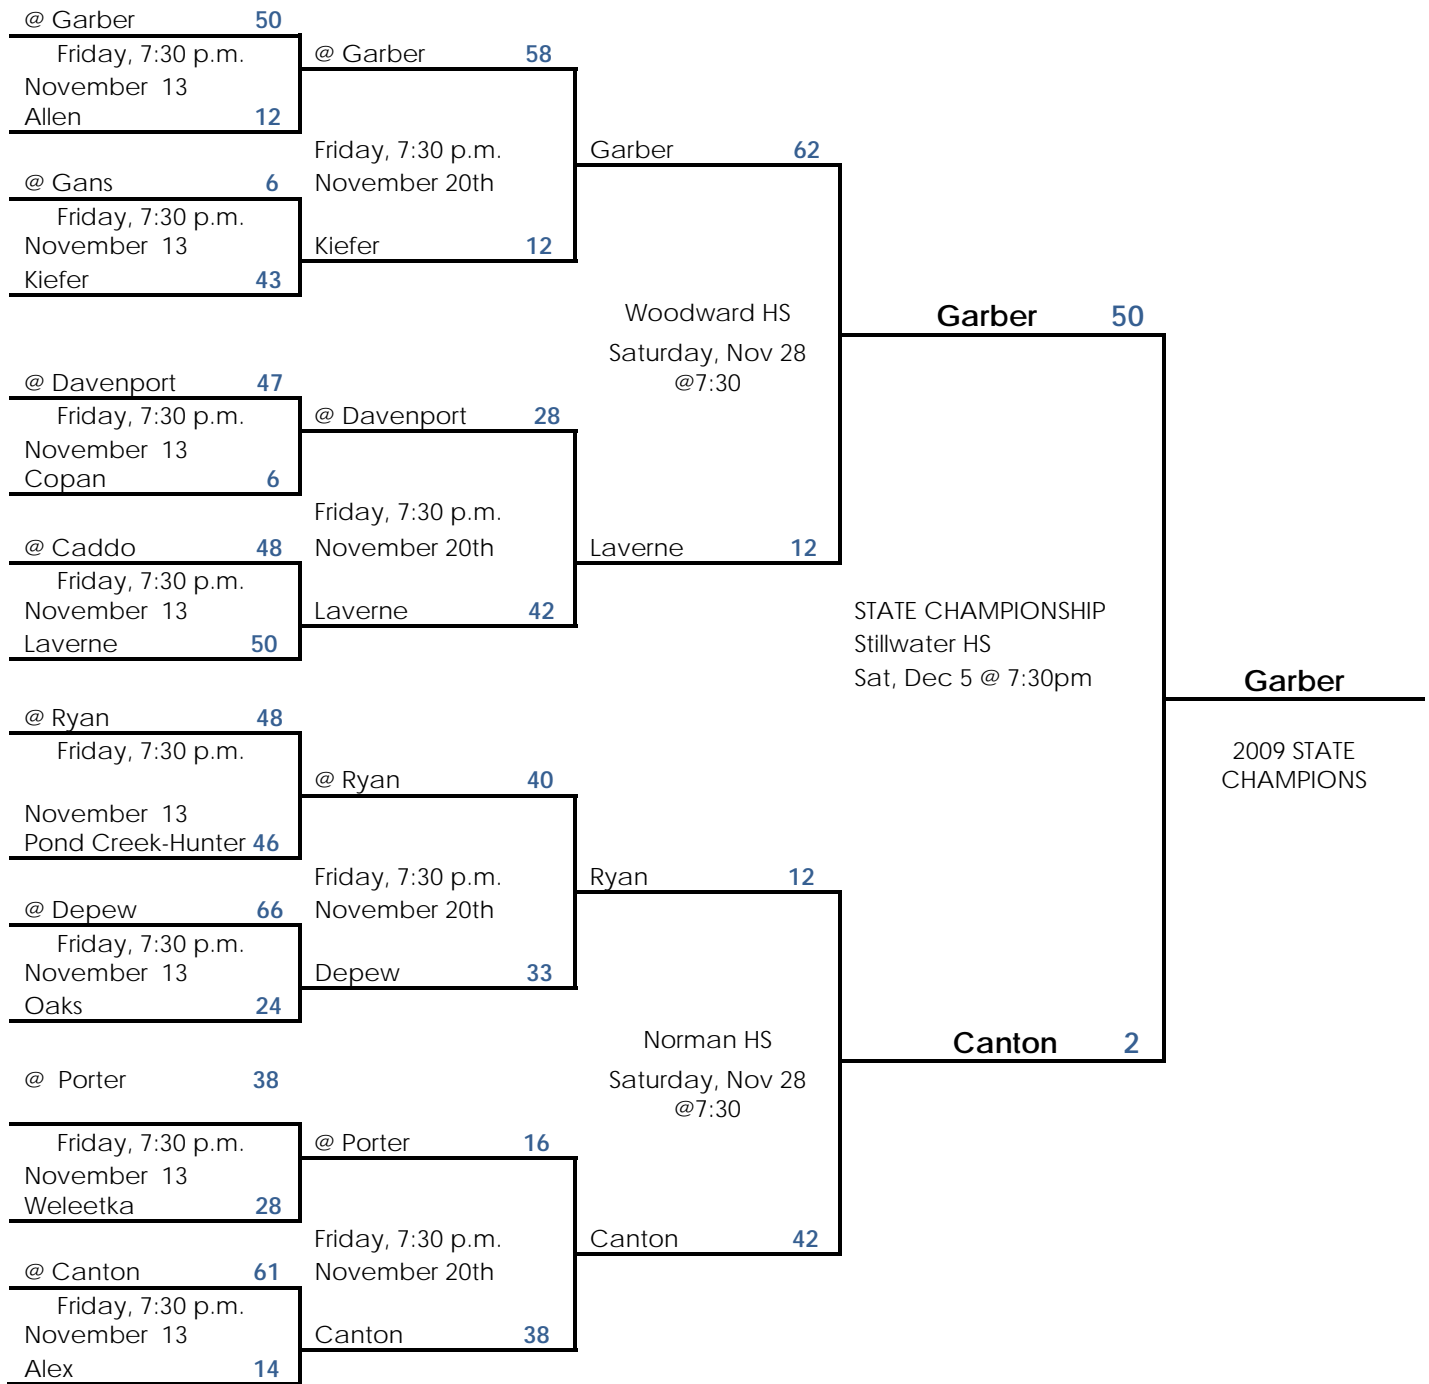 @ Garber 50
Friday, 7:30 p.m.
November 13
Allen 12
@ Gans 6
Friday, 7:30 p.m.
November 13
Kiefer 43
@ Davenport 47
Friday, 7:30 p.m.
November 13
Copan 6
@ Caddo 48
Friday, 7:30 p.m.
November 13
Laverne 50
@ Ryan 48
Friday, 7:30 p.m.
November 13
Pond Creek-Hunter 46
@ Depew 66
Friday, 7:30 p.m.
November 13
Oaks 24
@ Porter 38
Friday, 7:30 p.m.
November 13
Weleetka 28
@ Canton 61
Friday, 7:30 p.m.
November 13
Alex 14
@ Garber 58
Friday, 7:30 p.m.
November 20th
Kiefer 12
@ Davenport 28
Friday, 7:30 p.m.
November 20th
Laverne 42
@ Ryan 40
Friday, 7:30 p.m.
November 20th
Depew 33
@ Porter 16
Friday, 7:30 p.m.
November 20th
Canton 38
Garber 62
Woodward HS
Saturday, Nov 28
@7:30
Laverne 12
Ryan 12
Norman HS
Saturday, Nov 28
@7:30
Canton 42
Garber 50
STATE CHAMPIONSHIP
Stillwater HS
Sat, Dec 5 @ 7:30pm
Canton 2
Garber
2009 STATE
CHAMPIONS